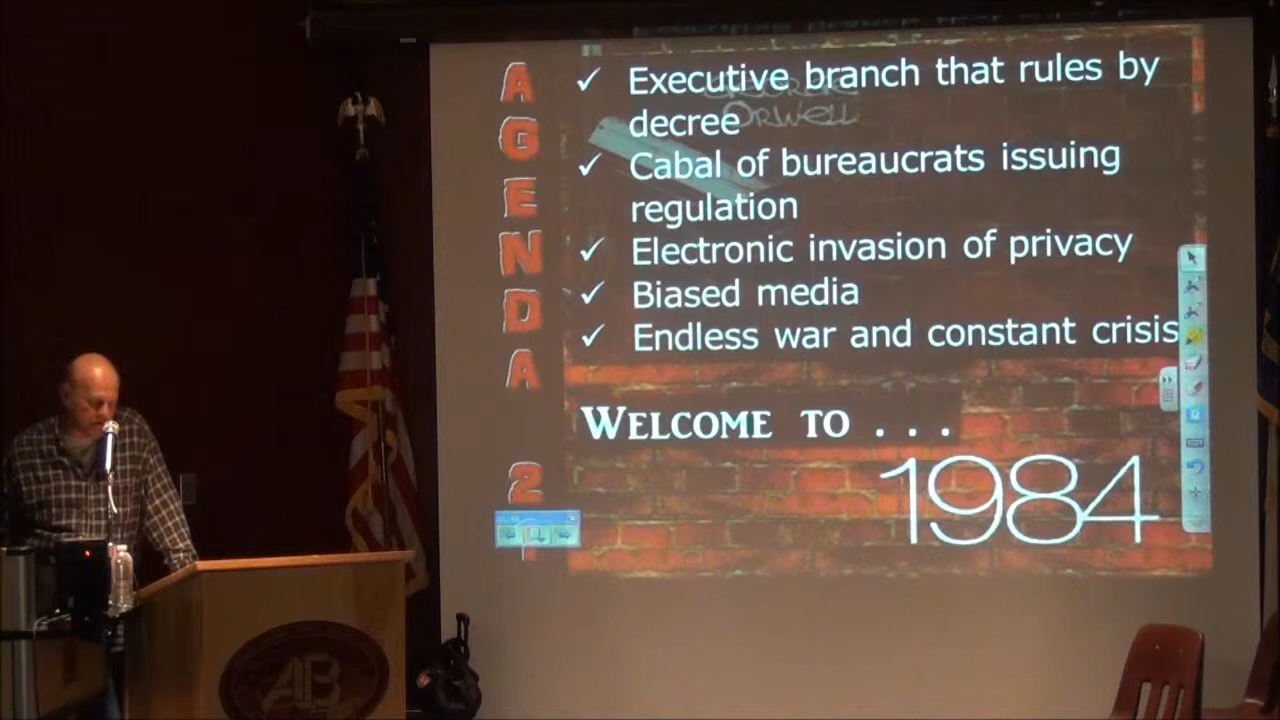 AGENDA 2
✓ Executive branch that rules by
decree
✓ Cabal of bureaucrats issuing
regulation
✓ Electronic invasion of privacy
✓ Biased media
✓ Endless war and constant crisis
ORWELL
WELCOME TO . . .
1984
AB